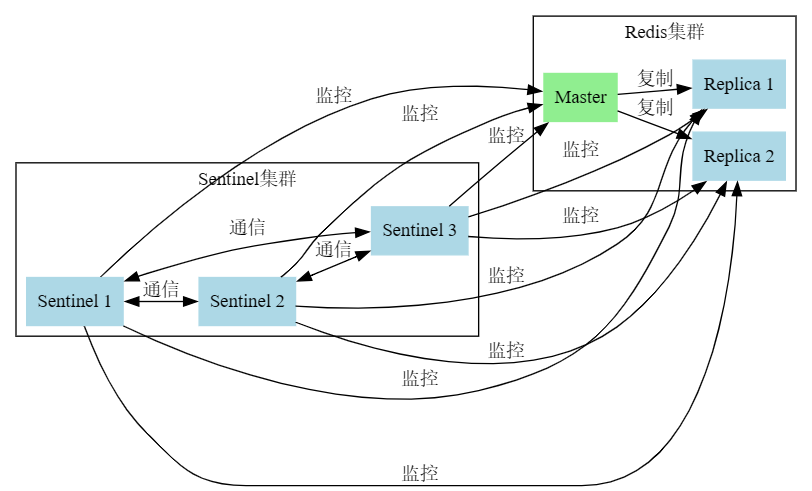 Redis集群
Master
复制
复制
Replica 1
Replica 2
监控
监控
监控
监控
监控
Sentinel集群
通信
通信
通信
Sentinel 3
Sentinel 1
Sentinel 2
监控
监控
监控
监控